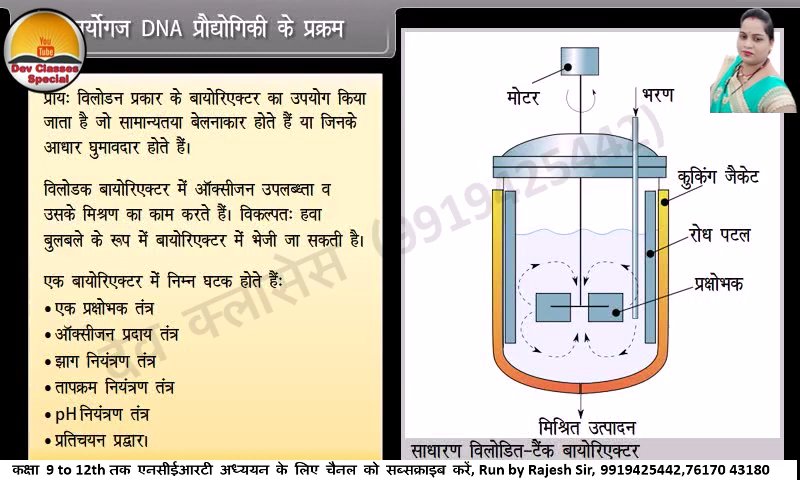 र्योगज DNA प्रौद्योगिकी के प्रक्रम
You
Tube
Dev Classes
Special
प्रायः विलोडन प्रकार के बायोरिएक्टर का उपयोग किया
जाता है जो सामान्यतया बेलनाकार होते हैं या जिनके
आधार घुमावदार होते हैं।
विलोडक बायोरिएक्टर में ऑक्सीजन उपलब्धता व
उसके मिश्रण का काम करते हैं। विकल्पतः हवा
बुलबले के रूप में बायोरिएक्टर में भेजी जा सकती है।
एक बायोरिएक्टर में निम्न घटक होते हैंः
• एक प्रक्षोभक तंत्र
• ऑक्सीजन प्रदाय तंत्र
• झाग नियंत्रण तंत्र
• तापक्रम नियंत्रण तंत्र
• pH नियंत्रण तंत्र
• प्रतिचयन प्रद्वार।
मोटर
भरण
कुकिंग जैकेट
रोध पटल
प्रक्षोभक
मिश्रित उत्पादन
साधारण विलोडित-टैंक बायोरिएक्टर
देव क्लासेस (9919425442)
कक्षा 9 to 12th तक एनसीईआरटी अध्ययन के लिए चैनल को सब्सक्राइब करें, Run by Rajesh Sir, 9919425442,76170 43180